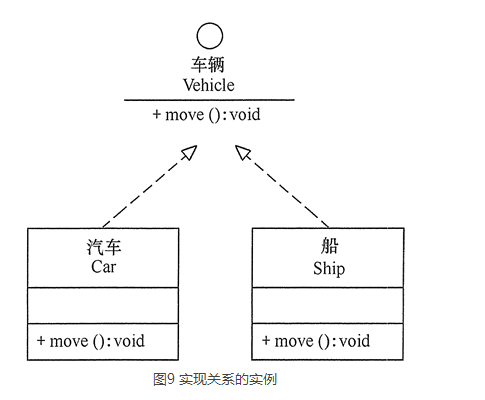 车辆
Vehicle
+ move ():void
汽车
Car
+ move ():void
船
Ship
+ move ():void
图9 实现关系的实例